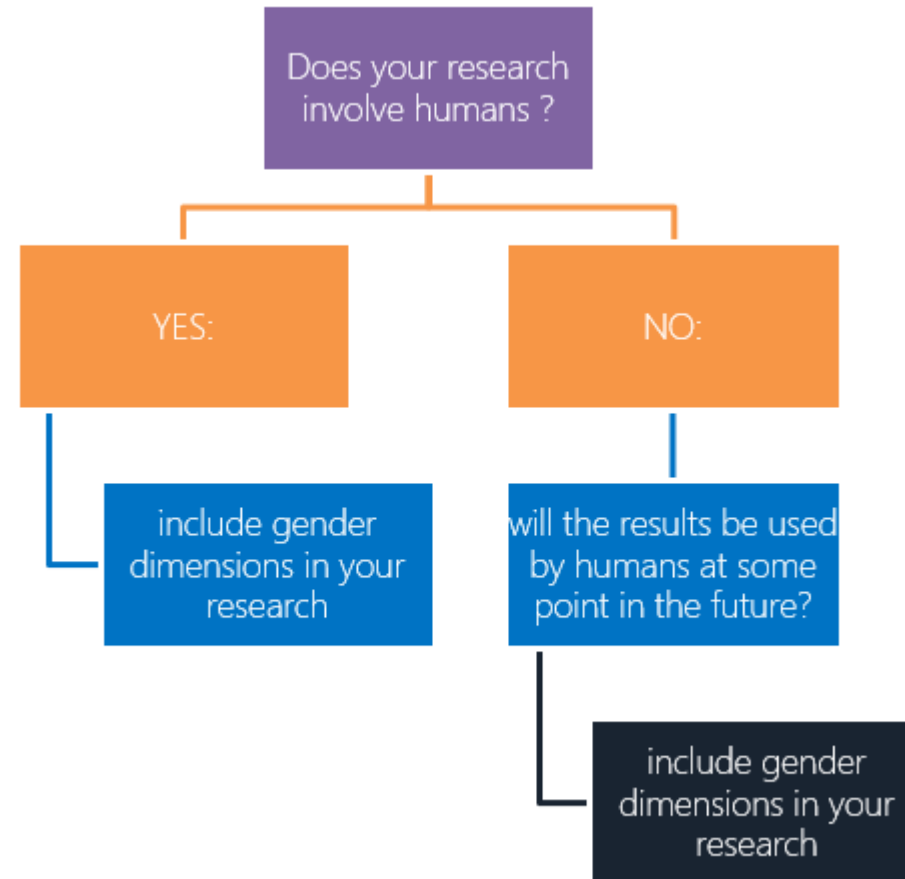 Does your research
involve humans ?
YES:
NO:
include gender
dimensions in your
research
will the results be used
by humans at some
point in the future?
include gender
dimensions in your
research